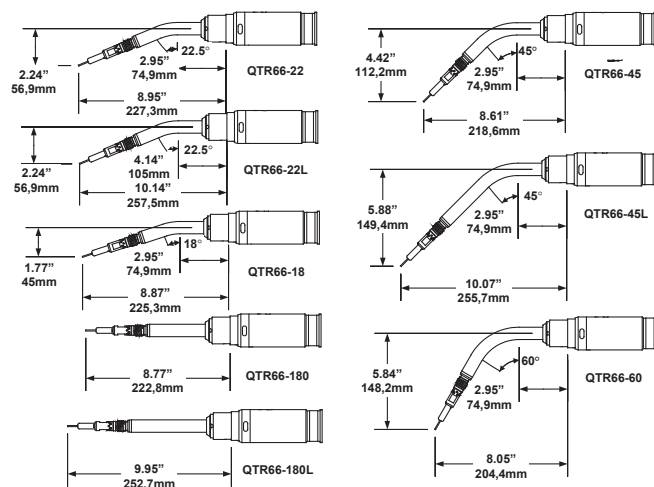 22.5°
2.24”
56,9mm
2.95”
74,9mm
QTR66-22
8.95”
227,3mm
22.5°
2.24”
56,9mm
4.14”
105mm
QTR66-22L
10.14”
257,5mm
18°
1.77”
45mm
2.95”
74,9mm
QTR66-18
8.87”
225,3mm
8.77”
222,8mm
QTR66-180
QTR66-180L
9.95”
252,7mm
4.42”
112,2mm
45°
2.95”
74,9mm
QTR66-45
8.61”
218,6mm
5.88”
149,4mm
45°
2.95”
74,9mm
QTR66-45L
10.07”
255,7mm
5.84”
148,2mm
60°
2.95”
74,9mm
QTR66-60
8.05”
204,4mm